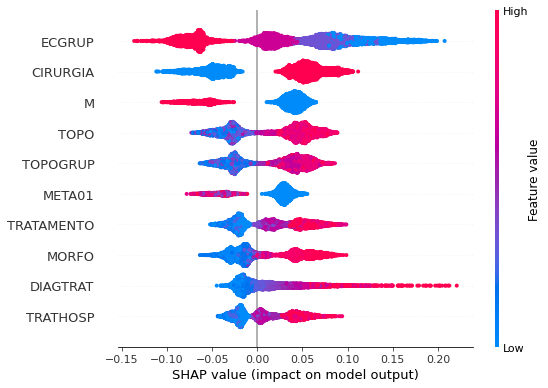 High
ECGRUP
CIRURGIA
M
TOPO
TOPOGRUP
META01
TRATAMENTO
MORFO
DIAGTRAT
TRATHOSP
Feature value
Low
−0.15 −0.10 −0.05 0.00 0.05 0.10 0.15 0.20
SHAP value (impact on model output)